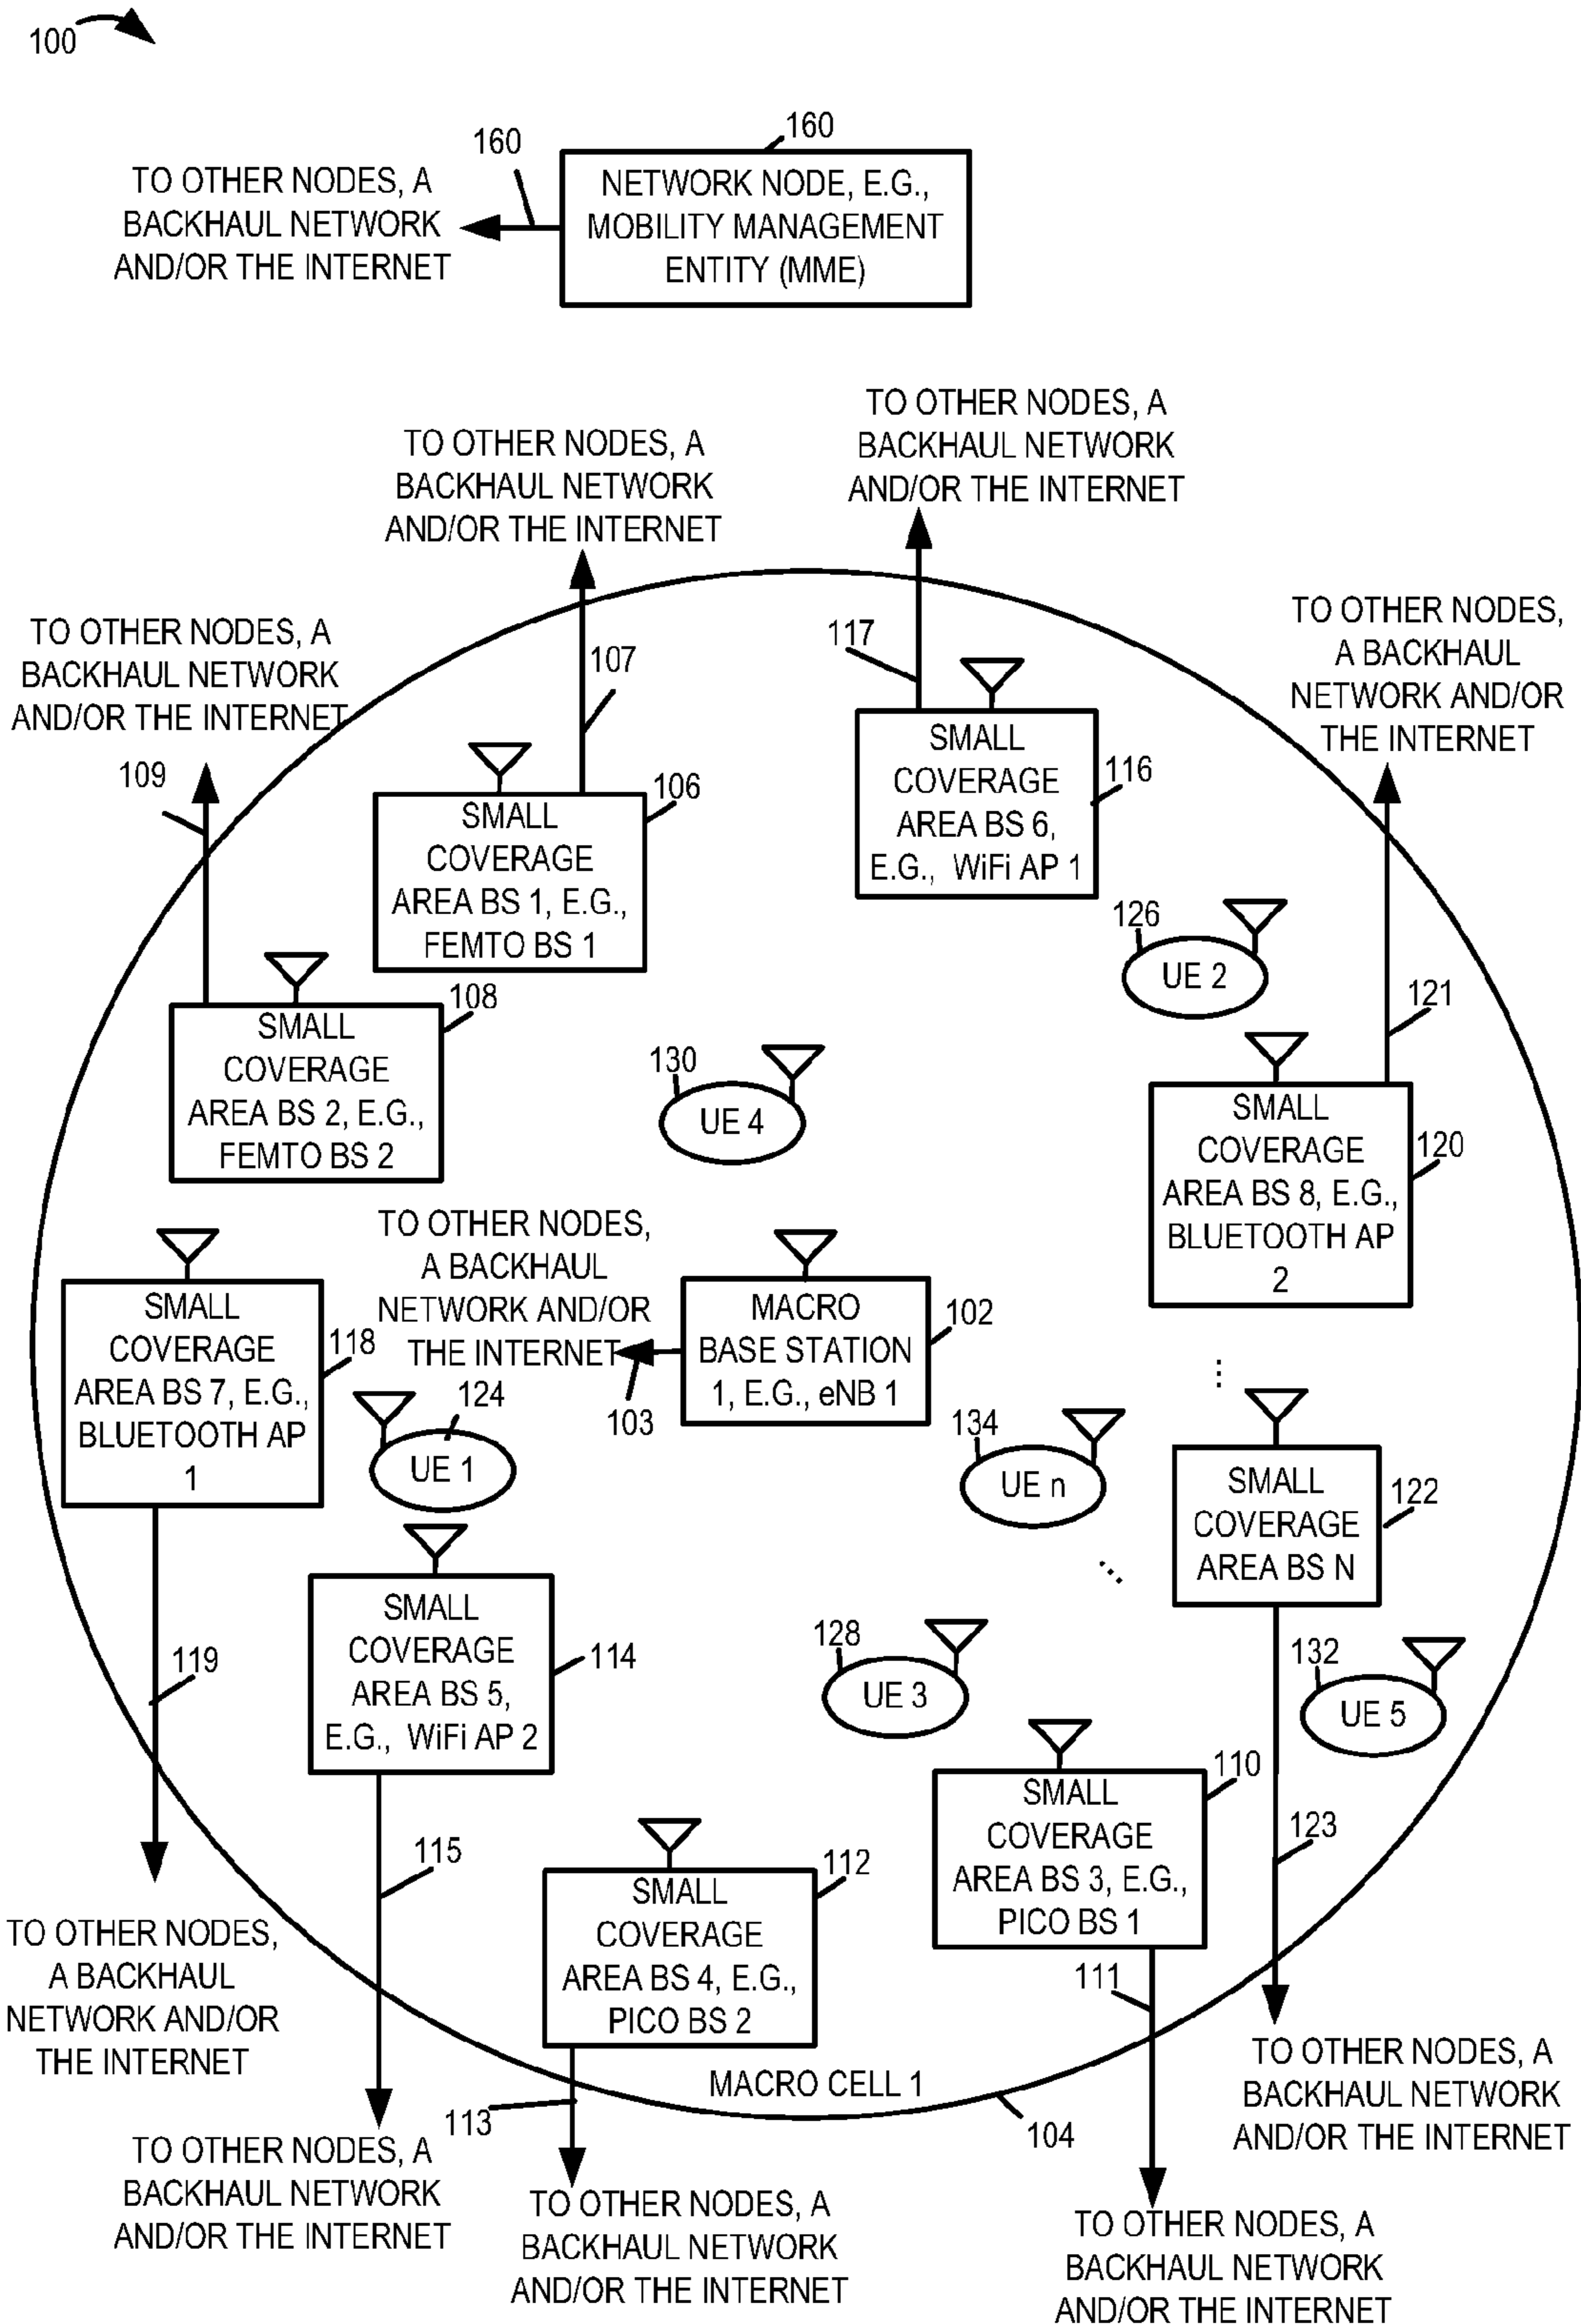 100
160
160
TO OTHER NODES, A
BACKHAUL NETWORK
AND/OR THE INTERNET
NETWORK NODE, E.G.,
MOBILITY MANAGEMENT
ENTITY (MME)
TO OTHER NODES, A
BACKHAUL NETWORK
AND/OR THE INTERNET
TO OTHER NODES, A
BACKHAUL NETWORK
AND/OR THE INTERNET
TO OTHER NODES, A
BACKHAUL NETWORK
AND/OR THE INTERNET
TO OTHER NODES,
A BACKHAUL
NETWORK AND/OR
THE INTERNET
107
117
109
SMALL
COVERAGE
AREA BS 1, E.G.,
FEMTO BS 1
106
SMALL
COVERAGE
AREA BS 6,
E.G., WiFi AP 1
116
126
UE 2
121
SMALL
COVERAGE
AREA BS 2, E.G.,
FEMTO BS 2
108
130
UE 4
SMALL
COVERAGE
AREA BS 8, E.G.,
BLUETOOTH AP
2
120
TO OTHER NODES,
A BACKHAUL
NETWORK AND/OR
THE INTERNET
103
MACRO
BASE STATION
1, E.G., eNB 1
102
SMALL
COVERAGE
AREA BS 7, E.G.,
BLUETOOTH AP
1
118
124
UE 1
134
UE n
...
SMALL
COVERAGE
AREA BS N
122
...
SMALL
COVERAGE
AREA BS 5,
E.G., WiFi AP 2
114
119
128
UE 3
132
UE 5
SMALL
COVERAGE
AREA BS 3, E.G.,
PICO BS 1
110
123
115
SMALL
COVERAGE
AREA BS 4, E.G.,
PICO BS 2
112
111
TO OTHER NODES,
A BACKHAUL
NETWORK AND/OR
THE INTERNET
MACRO CELL 1
104
113
TO OTHER NODES, A
BACKHAUL NETWORK
AND/OR THE INTERNET
TO OTHER NODES, A
BACKHAUL NETWORK
AND/OR THE INTERNET
TO OTHER NODES, A
BACKHAUL NETWORK
AND/OR THE INTERNET
TO OTHER NODES, A
BACKHAUL NETWORK
AND/OR THE INTERNET